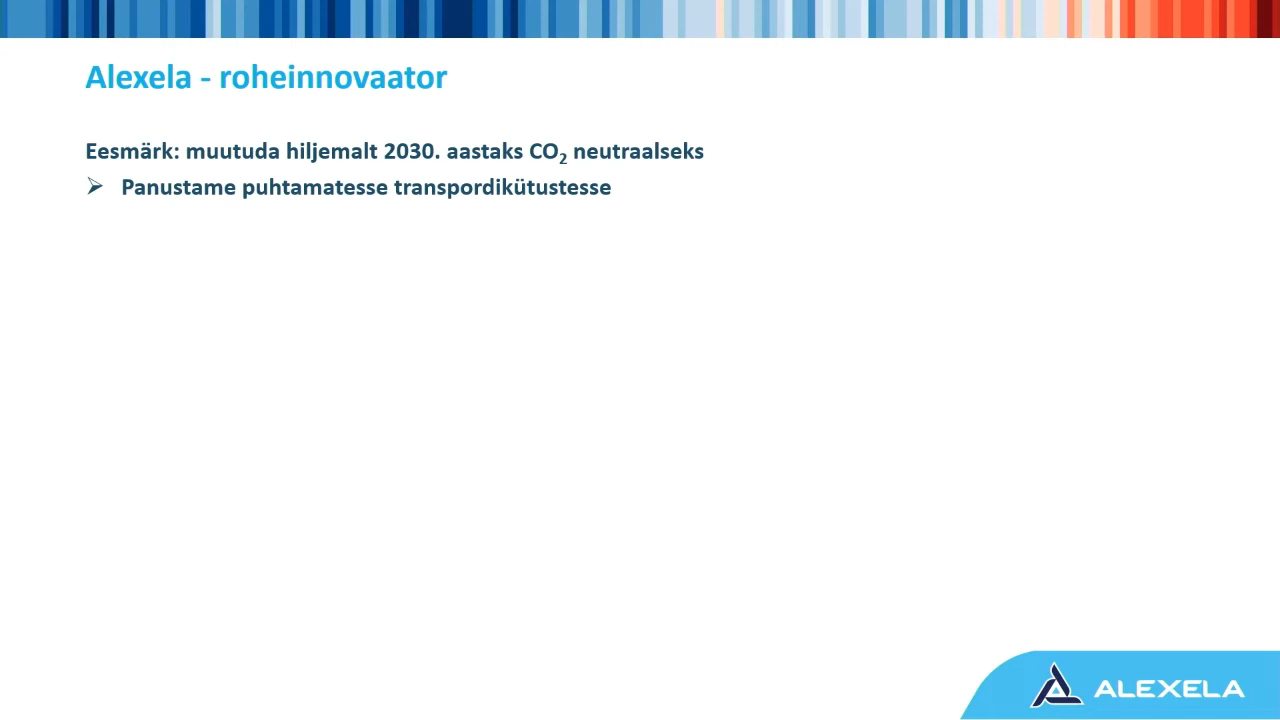 Alexela - roheinnovaator
Eesmärk: muutuda hiljemalt 2030. aastaks CO₂ neutraalseks
➢ Panustame puhtamatesse transpordikütustesse
ALEXELA